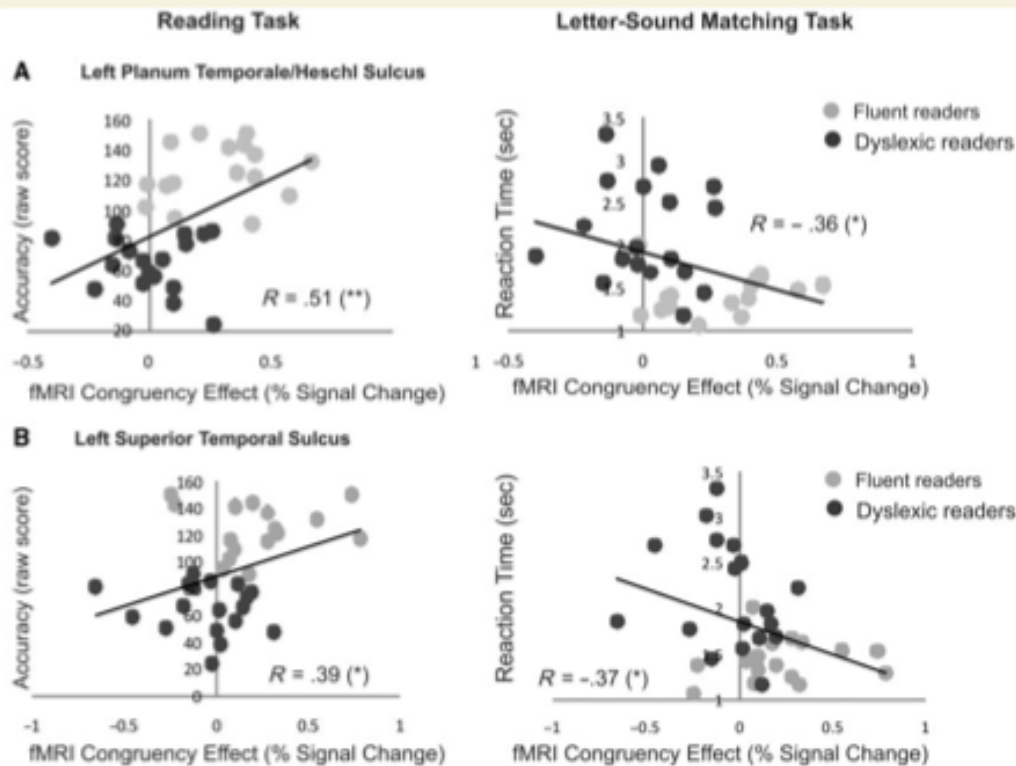 Reading Task
Letter-Sound Matching Task
A Left Planum Temporale/Heschl Sulcus
Accuracy (raw score)
160
140
120
100
80
60
40
20
-0.5 0 0.5 1
R = .51 (**)
fMRI Congruency Effect (% Signal Change)
Reaction Time (sec)
3.5
3
2.5
2
1.5
1
-0.5 0 0.5 1
Fluent readers
Dyslexic readers
R = - .36 (*)
fMRI Congruency Effect (% Signal Change)
B Left Superior Temporal Sulcus
Accuracy (raw score)
160
140
120
100
80
60
40
20
0
-1 -0.5 0 0.5 1
R = .39 (*)
fMRI Congruency Effect (% Signal Change)
Reaction Time (sec)
3.5
3
2.5
2
1.5
1
-1 -0.5 0 0.5 1
Fluent readers
Dyslexic readers
R = -.37 (*)
fMRI Congruency Effect (% Signal Change)